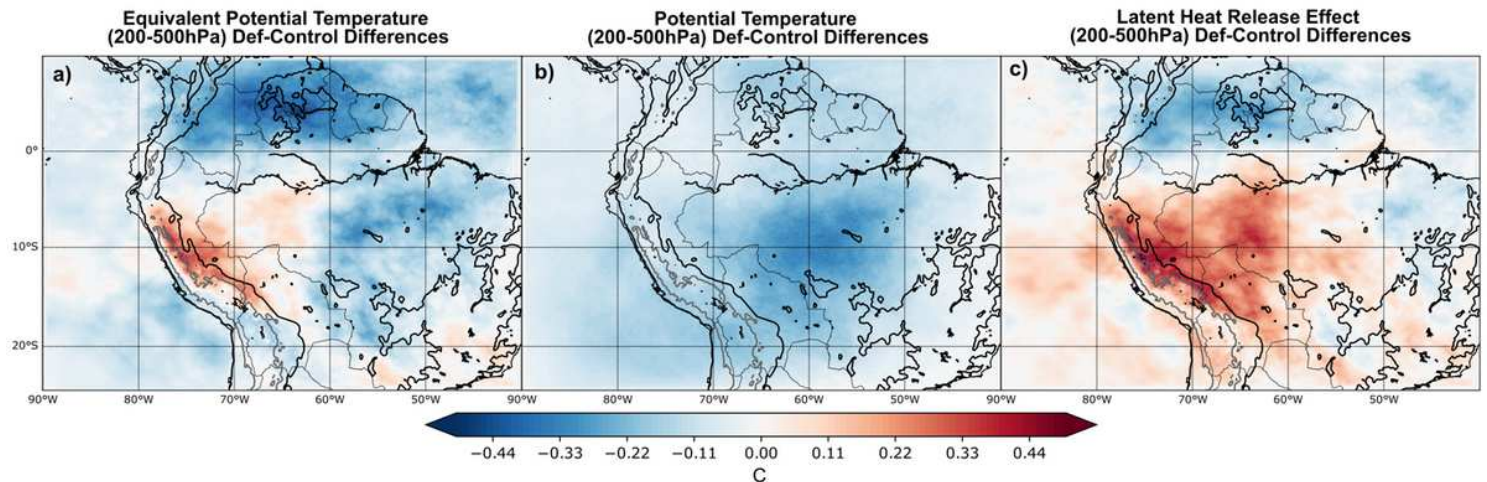 Equivalent Potential Temperature
(200-500hPa) Def-Control Differences
Potential Temperature
(200-500hPa) Def-Control Differences
Latent Heat Release Effect
(200-500hPa) Def-Control Differences
a)
b)
c)
0°
10°S
20°S
90°W 80°W 70°W 60°W 50°W 90°W 80°W 70°W 60°W 50°W 90°W 80°W 70°W 60°W 50°W
−0.44 −0.33 −0.22 −0.11 0.00 0.11 0.22 0.33 0.44
C